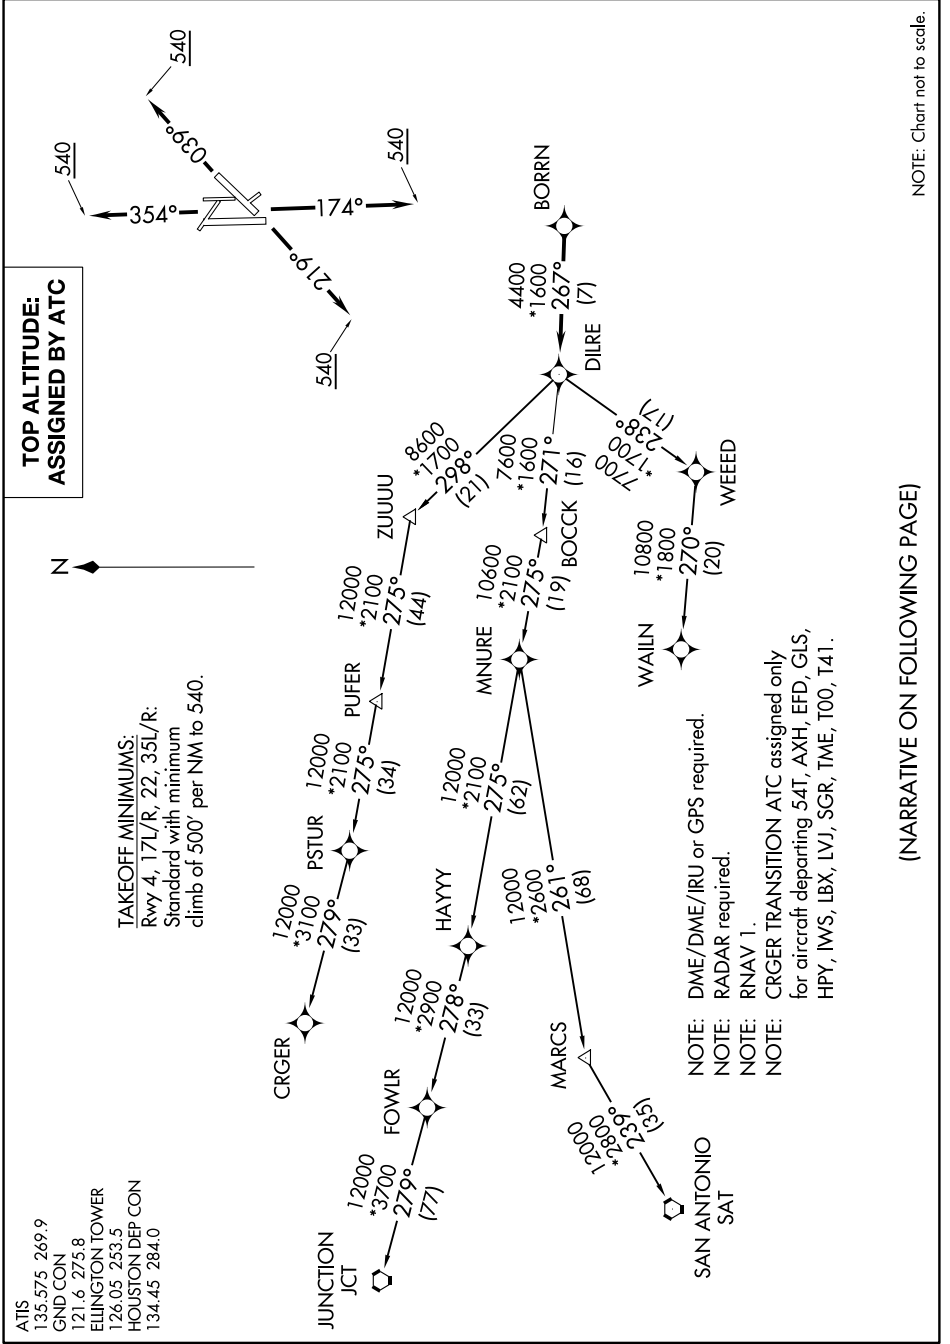 ATIS
135.575 269.9
GND CON
121.6 275.8
ELLINGTON TOWER
126.05 253.5
HOUSTON DEP CON
134.45 284.0
TAKEOFF MINIMUMS:
Rwy 4, 17L/R, 22, 35L/R:
Standard with minimum
climb of 500' per NM to 540.
N
TOP ALTITUDE:
ASSIGNED BY ATC
540
354°
540
039°
540
174°
540
219°
CRGER
12000
*3100
279°
(33)
PSTUR
12000
*2100
275°
(34)
PUFER
12000
*2100
275°
(44)
ZUUUU
8600
*1700
298°
(21)
JUNCTION
JCT
12000
*3700
279°
(77)
FOWLR
12000
*2900
278°
(33)
HAYYY
12000
*2100
275°
(62)
MNURE
10600
*2100
275°
(19)
BOCCK
7600
*1600
271°
(16)
DILRE
4400
*1600
267°
(7)
BORRN
SAN ANTONIO
SAT
12000
*2800
239°
(35)
MARCS
12000
*2600
261°
(68)
WAILN
10800
*1800
270°
(20)
WEEED
7700
*1700
238°
(17)
NOTE: DME/DME/IRU or GPS required.
NOTE: RADAR required.
NOTE: RNAV 1.
NOTE: CRGER TRANSITION ATC assigned only
for aircraft departing 54T, AXH, EFD, GLS,
HPY, IWS, LBX, LVJ, SGR, TME, T00, T41.
(NARRATIVE ON FOLLOWING PAGE)
NOTE: Chart not to scale.